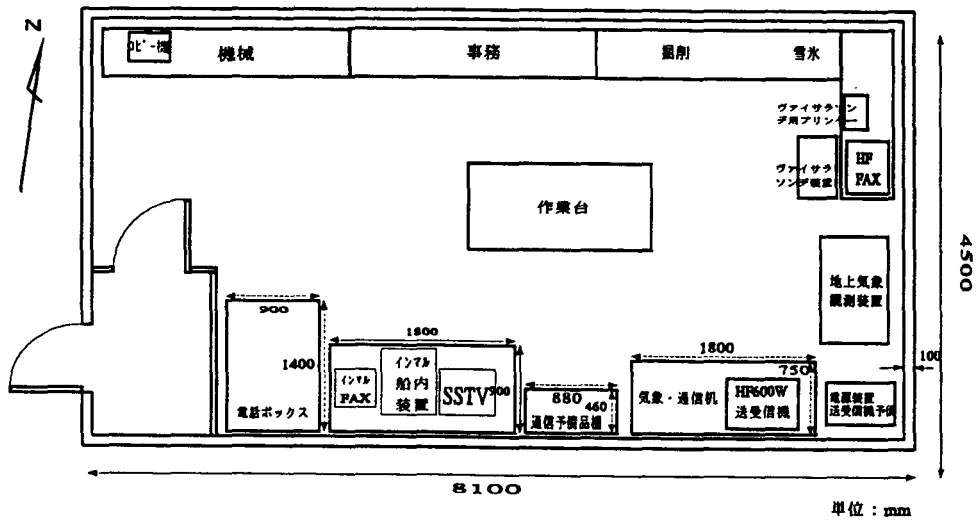 N
コピー機
機械
事務
掘削
雪氷
ヴァイサラゾン
デ用プリンター
ヴァイサラ
ゾンデ装置
HF
FAX
作業台
地上気象
観測装置
4500
100
900
1400
電話ボックス
1800
インマル
FAX
インマル
船内
装置
SSTV
900
880
460
通信予備品棚
1800
750
気象・通信机
HF600W
送受信機
電源装置
送受信機予備
8100
単位：mm